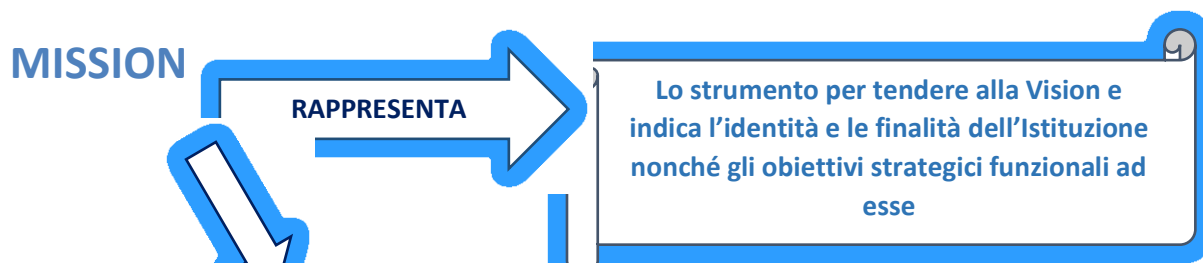 MISSION
RAPPRESENTA
Lo strumento per tendere alla Vision e
indica l’identità e le finalità dell’Istituzione
nonché gli obiettivi strategici funzionali ad
esse